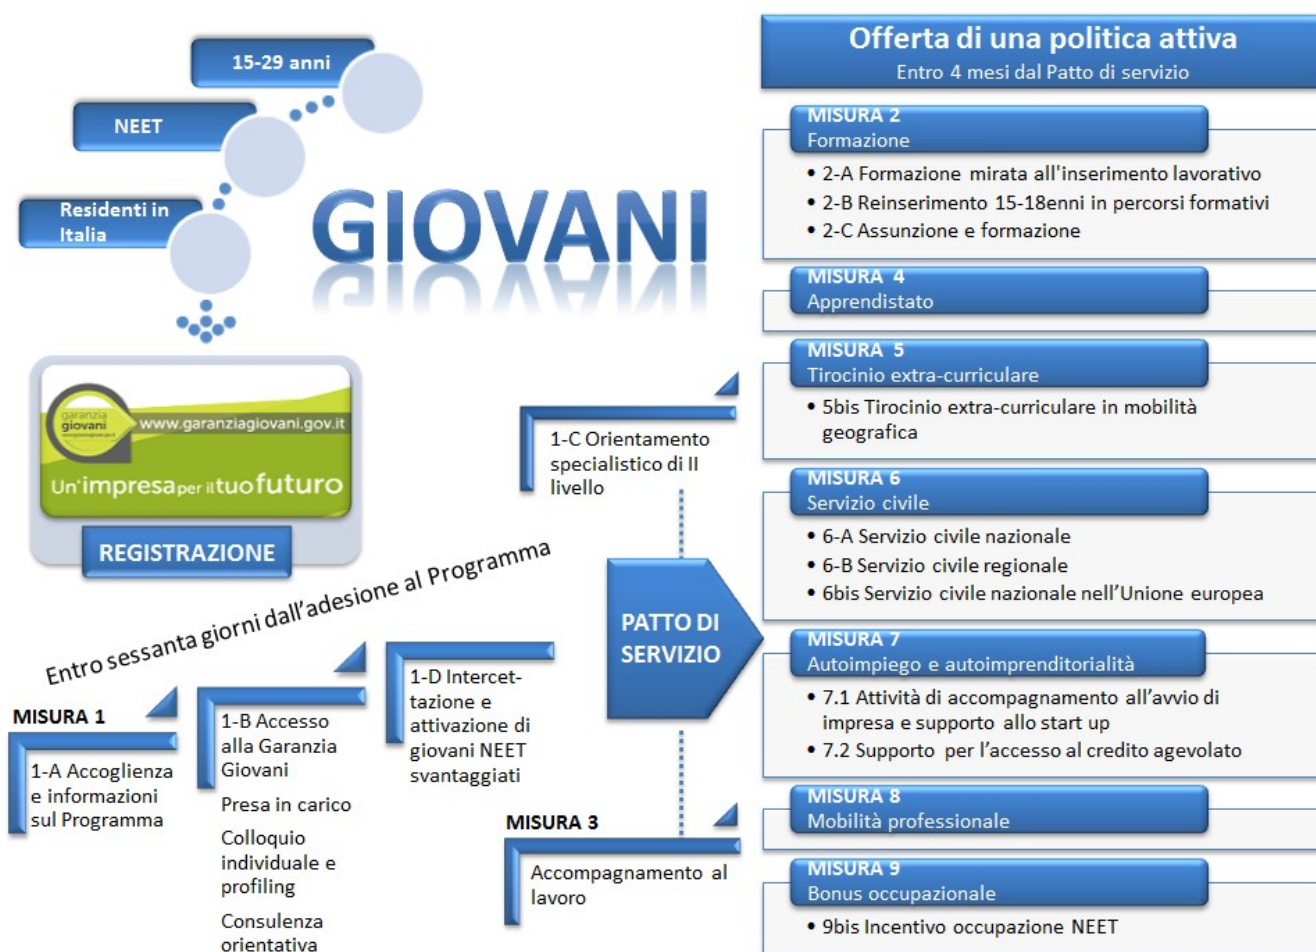 15-29 anni
NEET
Residenti in
Italia
GIOVANI
garanzia
giovani
www.garanziagiovani.gov.it
Un'impresa per il tuo futuro
REGISTRAZIONE
Entro sessanta giorni dall'adesione al Programma
MISURA 1
1-A Accoglienza
e informazioni
sul Programma
1-B Accesso
alla Garanzia
Giovani
Presa in carico
Colloquio
individuale e
profiling
Consulenza
orientativa
1-D Intercet-
tazione e
attivazione di
giovani NEET
svantaggiati
1-C Orientamento
specialistico di II
livello
PATTO DI
SERVIZIO
MISURA 3
Accompagnamento al
lavoro
Offerta di una politica attiva
Entro 4 mesi dal Patto di servizio
MISURA 2
Formazione
• 2-A Formazione mirata all'inserimento lavorativo
• 2-B Reinserimento 15-18enni in percorsi formativi
• 2-C Assunzione e formazione
MISURA 4
Apprendistato
MISURA 5
Tirocinio extra-curriculare
• 5bis Tirocinio extra-curriculare in mobilità
geografica
MISURA 6
Servizio civile
• 6-A Servizio civile nazionale
• 6-B Servizio civile regionale
• 6bis Servizio civile nazionale nell'Unione europea
MISURA 7
Autoimpiego e autoimprenditorialità
• 7.1 Attività di accompagnamento all'avvio di
impresa e supporto allo start up
• 7.2 Supporto per l'accesso al credito agevolato
MISURA 8
Mobilità professionale
MISURA 9
Bonus occupazionale
• 9bis Incentivo occupazione NEET